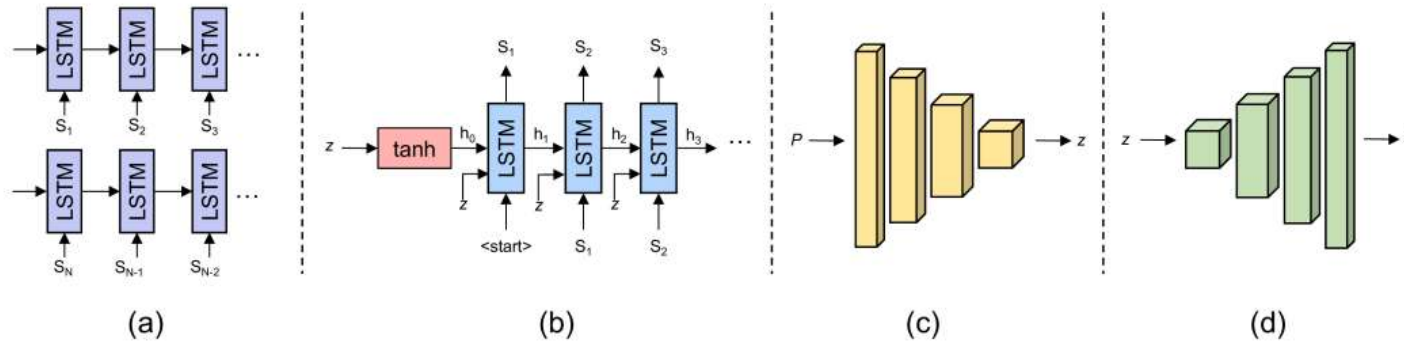 LSTM LSTM LSTM ...
S1 S2 S3
LSTM LSTM LSTM ...
SN SN-1 SN-2
(a)
S1 S2 S3
z tanh h0 LSTM h1 LSTM h2 LSTM h3 ...
z z z
<start> S1 S2
(b)
P z
(c)
z
(d)